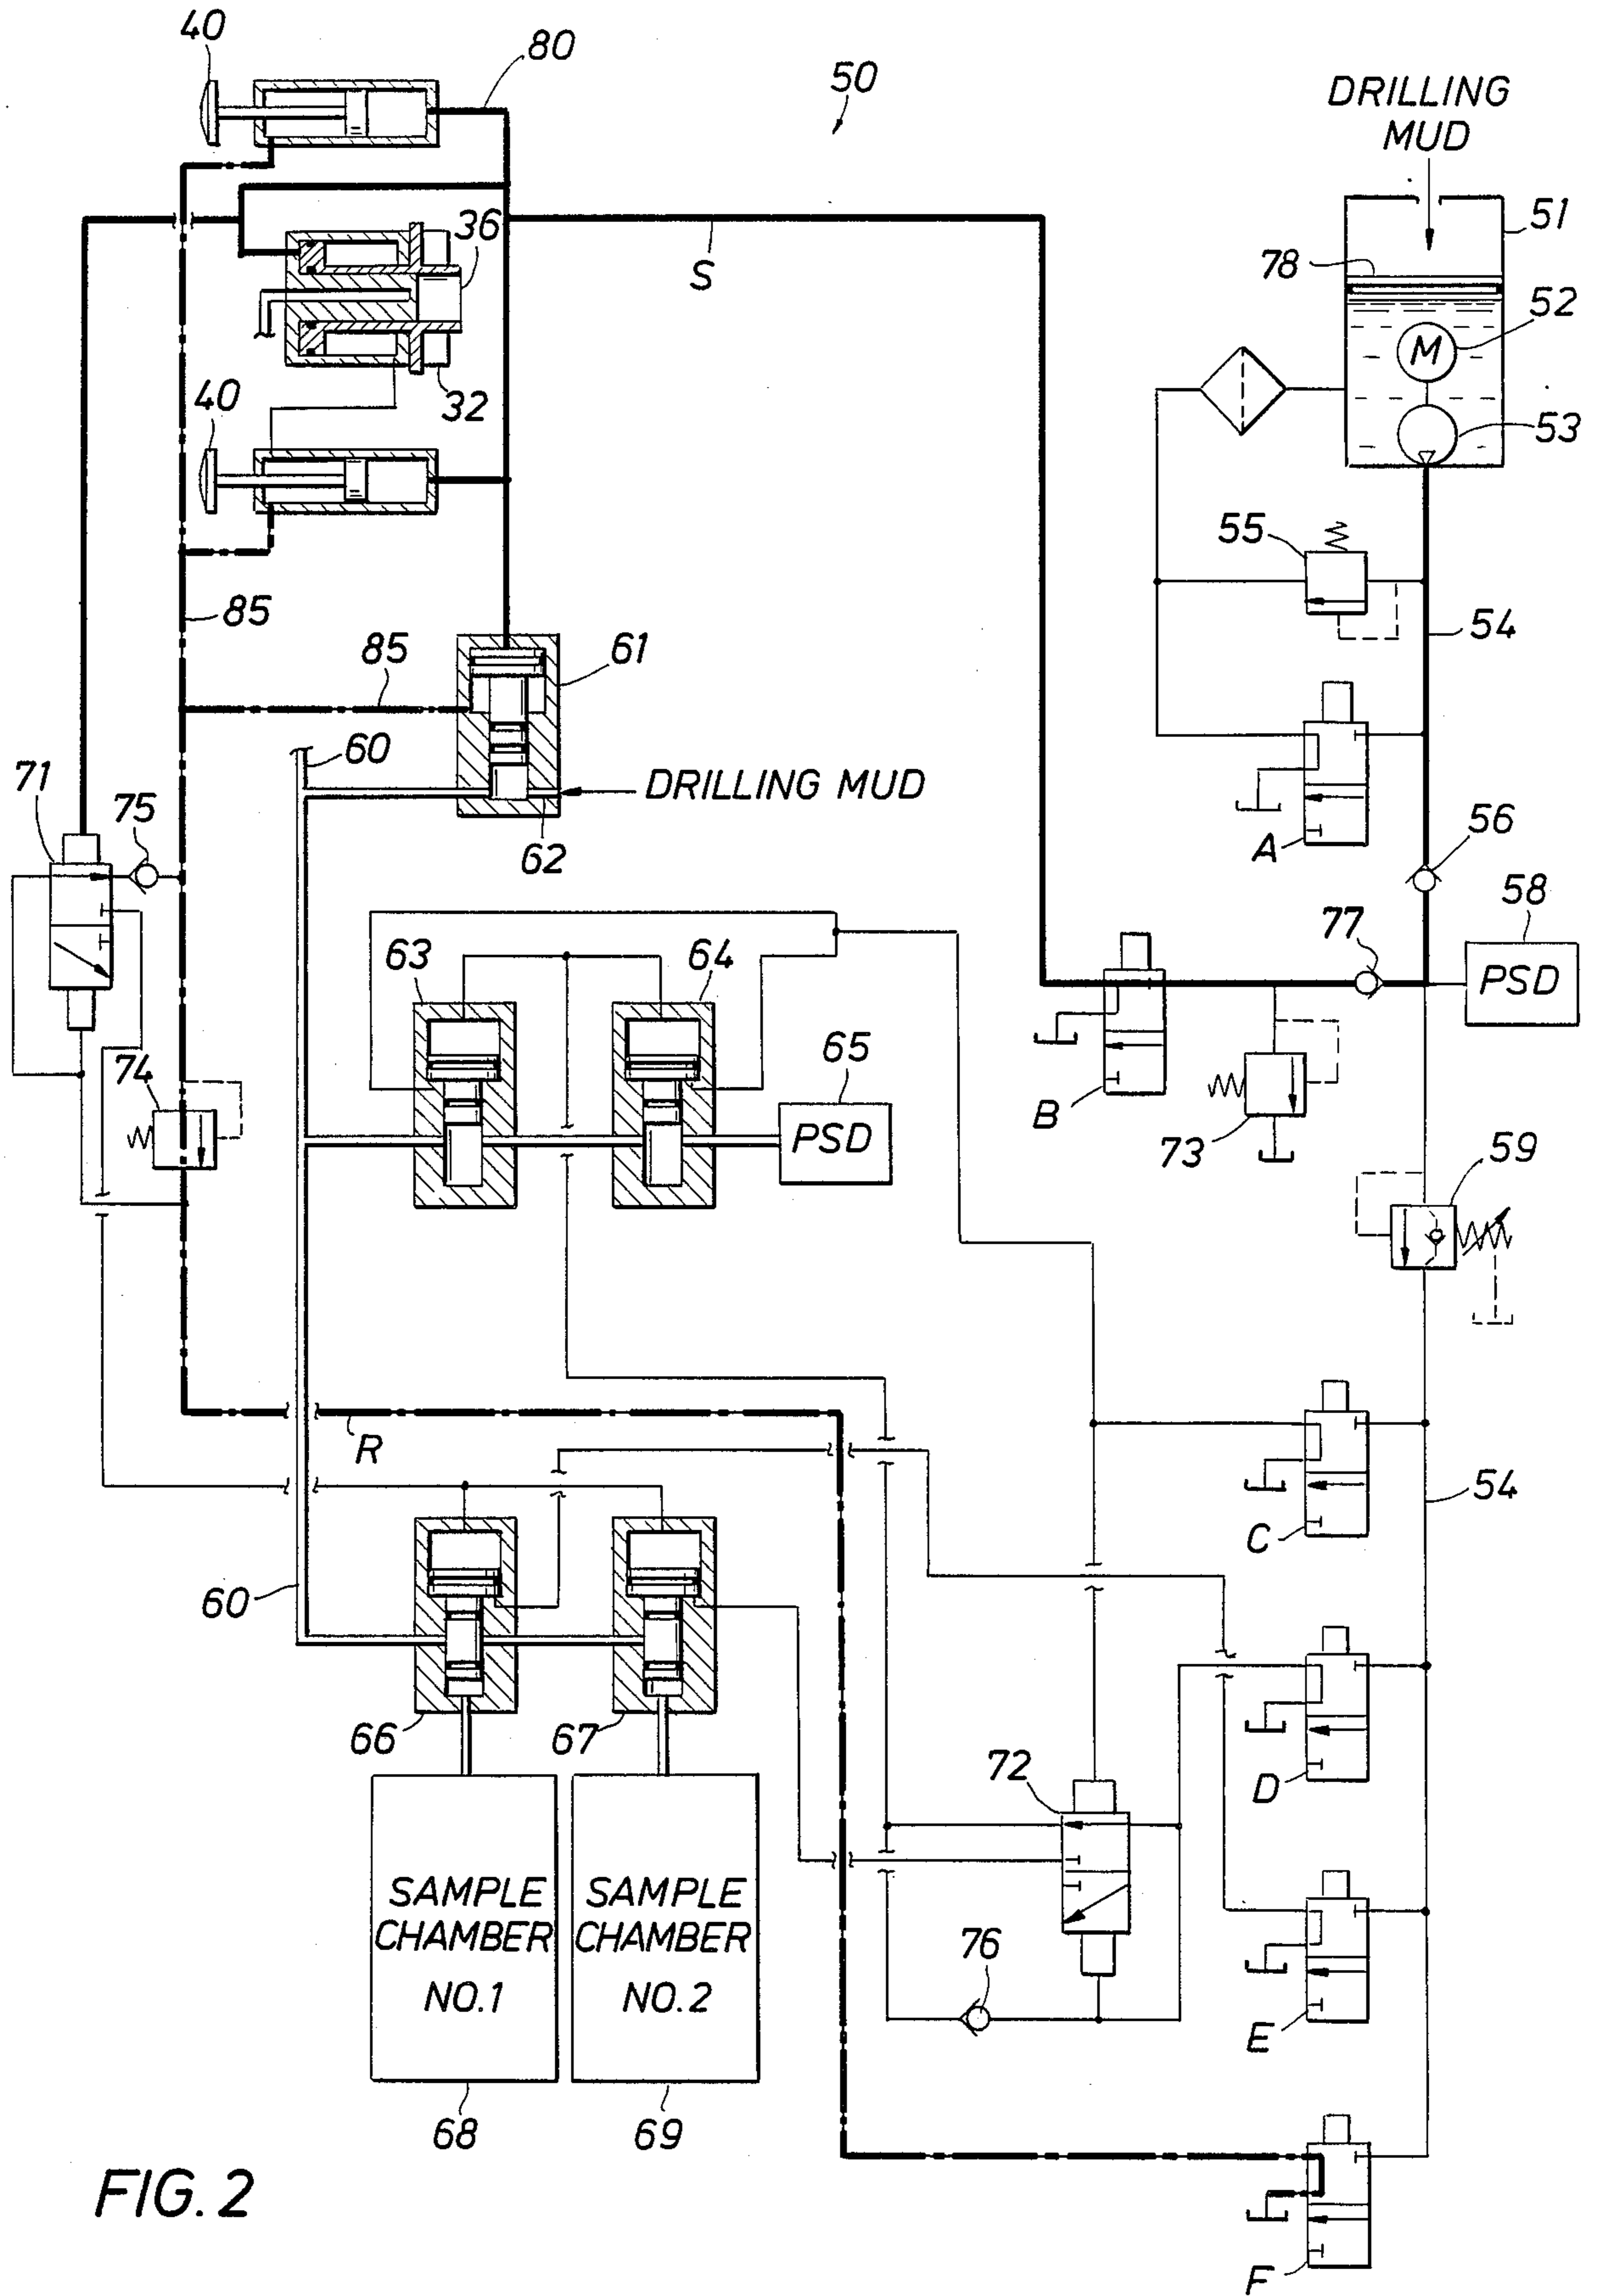 40
80
50
DRILLING
MUD
51
36
78
S
52
M
40
32
53
55
54
85
85
61
60
DRILLING MUD
A
56
71
75
62
58
77
PSD
63
64
65
74
PSD
B
73
59
R
54
C
60
66
67
72
D
SAMPLE
CHAMBER
NO.1
SAMPLE
CHAMBER
NO.2
76
E
68
69
FIG. 2
F